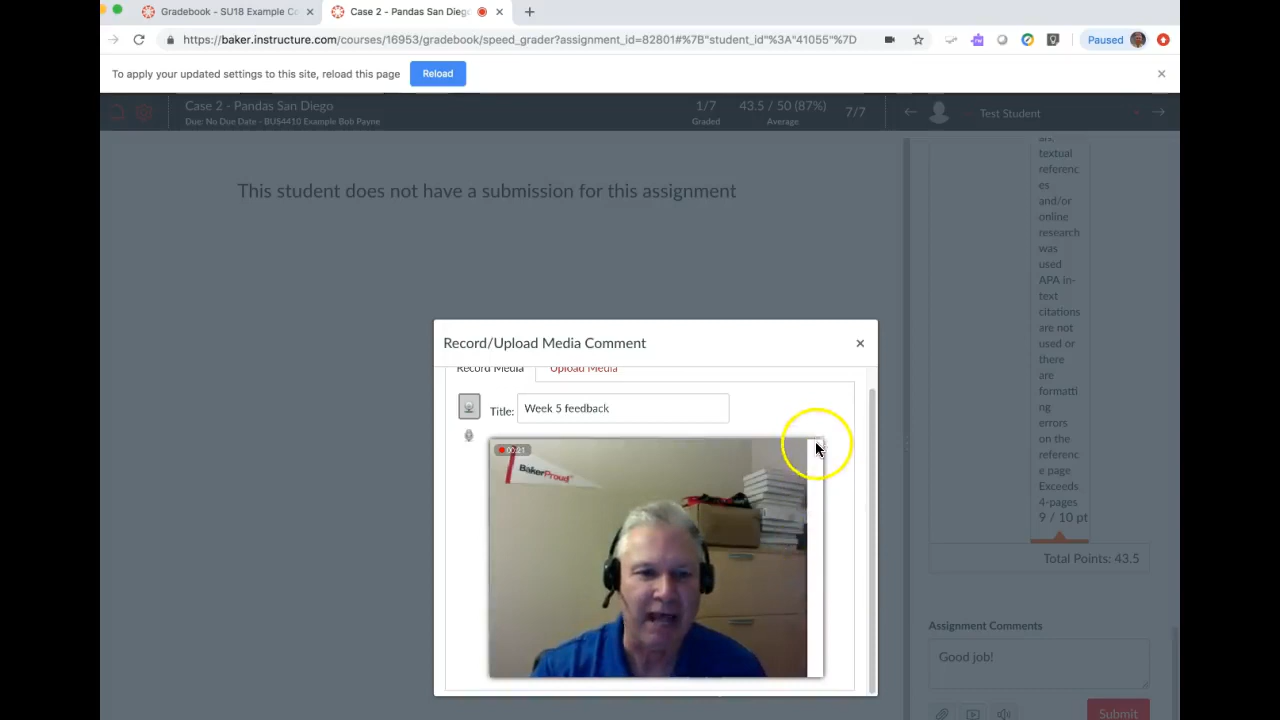 Gradebook - SU18 Example Co
Case 2 - Pandas San Dieg
https://baker.instructure.com/courses/16953/gradebook/speed_grader?assignment_id=82801#%7B"student_id"%3A"41055"%7D
Paused
To apply your updated settings to this site, reload this page
Reload
Case 2 - Pandas San Diego
Due: No Due Date - BUS4410 Example Bob Payne
1/7
Graded
43.5 / 50 (87%)
Average
7/7
Test Student
This student does not have a submission for this assignment
textual
referenc
es
and/or
online
research
was
used
APA in-
text
citations
are not
used or
there
are
formatti
ng
errors
on the
referenc
e page
Exceeds
4-pages
9 / 10 pt
Total Points: 43.5
Assignment Comments
Good job!
Submit
Record/Upload Media Comment
Record Media
Upload Media
Title:
Week 5 feedback
00:21
BakerProud